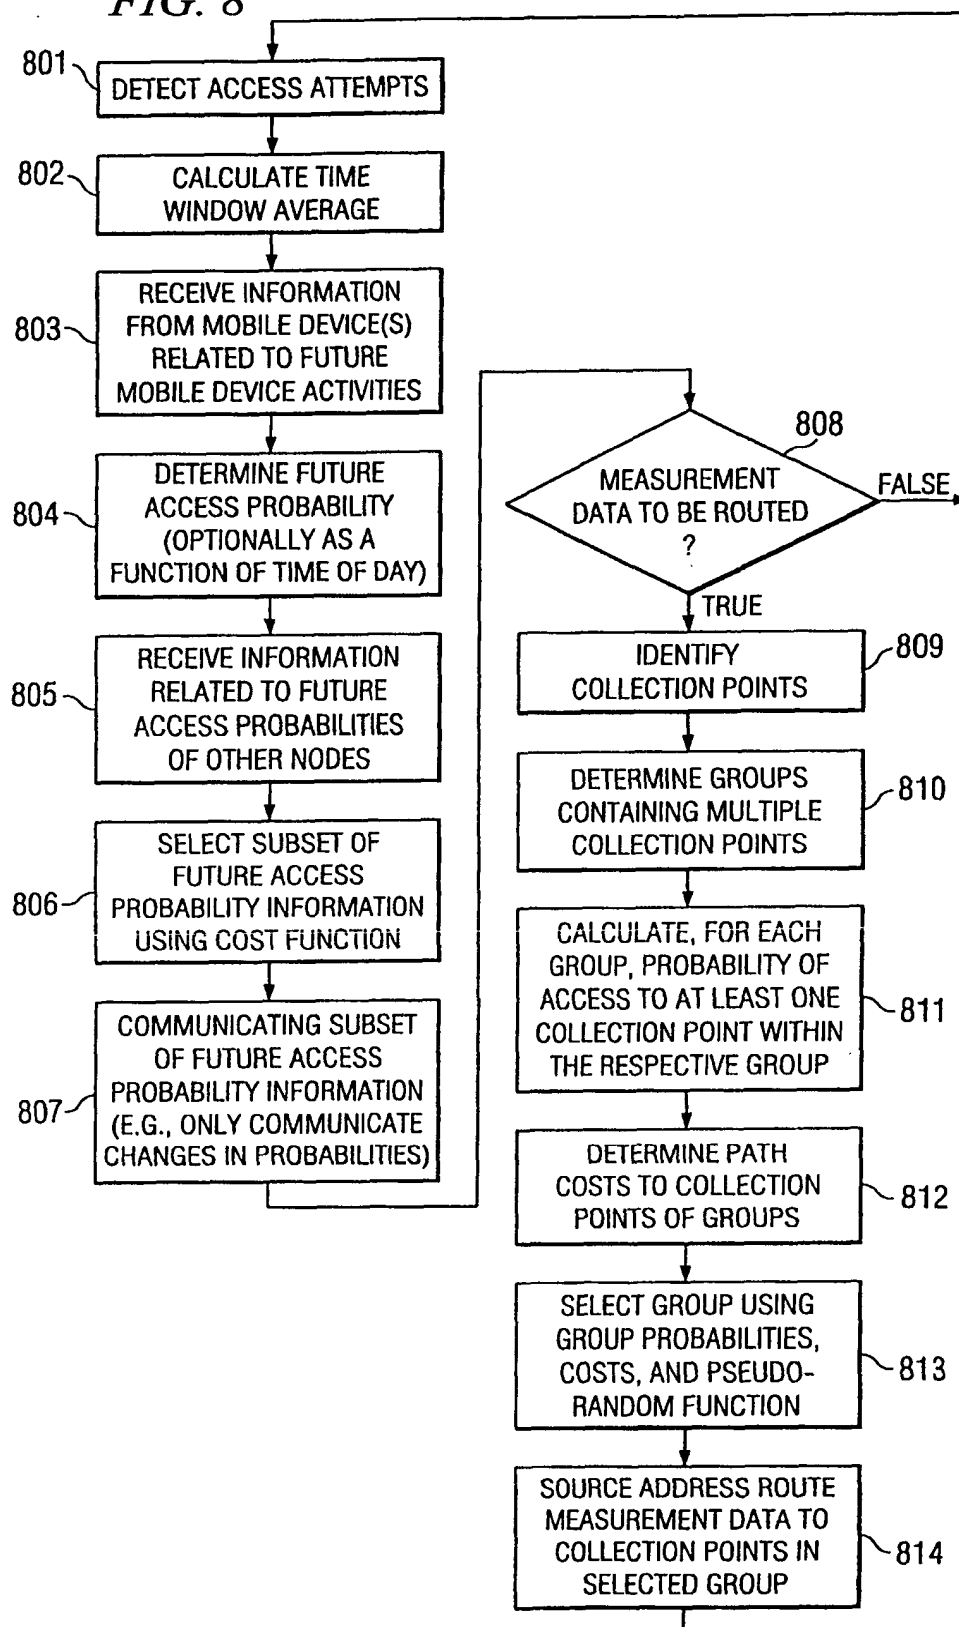 FIG. 8
801
DETECT ACCESS ATTEMPTS
802
CALCULATE TIME
WINDOW AVERAGE
803
RECEIVE INFORMATION
FROM MOBILE DEVICE(S)
RELATED TO FUTURE
MOBILE DEVICE ACTIVITIES
804
DETERMINE FUTURE
ACCESS PROBABILITY
(OPTIONALLY AS A
FUNCTION OF TIME OF DAY)
805
RECEIVE INFORMATION
RELATED TO FUTURE
ACCESS PROBABILITIES
OF OTHER NODES
806
SELECT SUBSET OF
FUTURE ACCESS
PROBABILITY INFORMATION
USING COST FUNCTION
807
COMMUNICATING SUBSET
OF FUTURE ACCESS
PROBABILITY INFORMATION
(E.G., ONLY COMMUNICATE
CHANGES IN PROBABILITIES)
808
MEASUREMENT
DATA TO BE ROUTED
?
FALSE
TRUE
IDENTIFY
COLLECTION POINTS
809
DETERMINE GROUPS
CONTAINING MULTIPLE
COLLECTION POINTS
810
CALCULATE, FOR EACH
GROUP, PROBABILITY OF
ACCESS TO AT LEAST ONE
COLLECTION POINT WITHIN
THE RESPECTIVE GROUP
811
DETERMINE PATH
COSTS TO COLLECTION
POINTS OF GROUPS
812
SELECT GROUP USING
GROUP PROBABILITIES,
COSTS, AND PSEUDO-
RANDOM FUNCTION
813
SOURCE ADDRESS ROUTE
MEASUREMENT DATA TO
COLLECTION POINTS IN
SELECTED GROUP
814